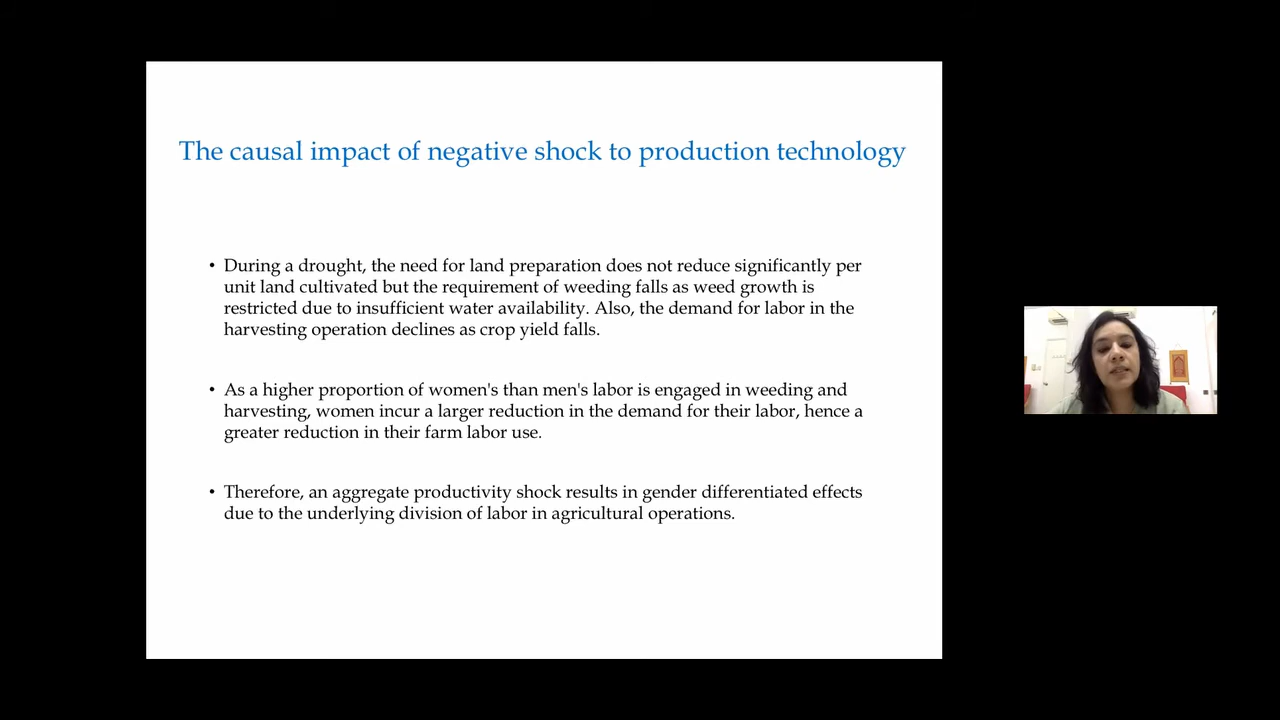 The causal impact of negative shock to production technology
• During a drought, the need for land preparation does not reduce significantly per
unit land cultivated but the requirement of weeding falls as weed growth is
restricted due to insufficient water availability. Also, the demand for labor in the
harvesting operation declines as crop yield falls.
• As a higher proportion of women's than men's labor is engaged in weeding and
harvesting, women incur a larger reduction in the demand for their labor, hence a
greater reduction in their farm labor use.
• Therefore, an aggregate productivity shock results in gender differentiated effects
due to the underlying division of labor in agricultural operations.